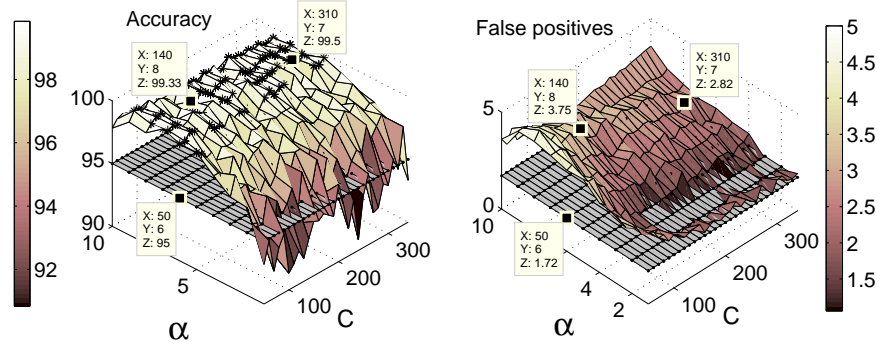 Accuracy
X: 310
Y: 7
Z: 99.5
X: 140
Y: 8
Z: 99.33
X: 50
Y: 6
Z: 95
98
96
94
92
100
95
90
10
5
α
100
200
300
C
False positives
X: 310
Y: 7
Z: 2.82
X: 140
Y: 8
Z: 3.75
X: 50
Y: 6
Z: 1.72
5
0
10
4
2
α
100
200
300
C
5
4.5
4
3.5
3
2.5
2
1.5